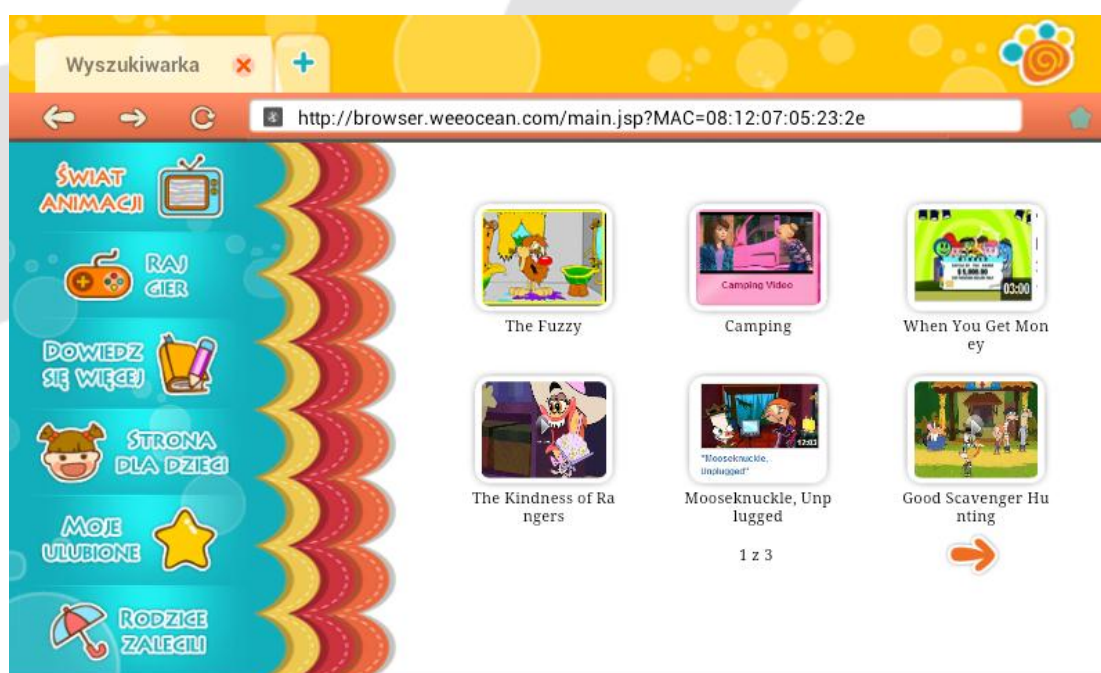 Wyszukiwarka
http://browser.weeocean.com/main.jsp?MAC=08:12:07:05:23:2e
ŚWIAT
ANIMACJI
RAJ
GIER
DOWIEDZ
SIĘ WIĘCEJ
STRONA
DLA DZIECI
MOJE
ULUBIONE
RODZICE
ZALECILI
Camping Video
03:00
The Fuzzy
Camping
When You Get Mon
ey
12:03
"Mooseknuckle,
Unplugged"
The Kindness of Ra
ngers
Mooseknuckle, Unp
lugged
Good Scavenger Hu
nting
1 z 3